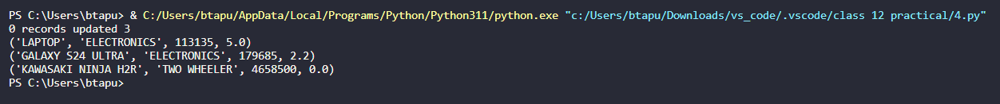 PS C:\Users\btapu> & C:/Users/btapu/AppData/Local/Programs/Python/Python311/python.exe "c:/Users/btapu/Downloads/vs_code/.vscode/class 12 practical/4.py"
0 records updated 3
('LAPTOP', 'ELECTRONICS', 113135, 5.0)
('GALAXY S24 ULTRA', 'ELECTRONICS', 179685, 2.2)
('KAWASAKI NINJA H2R', 'TWO WHEELER', 4658500, 0.0)
PS C:\Users\btapu>